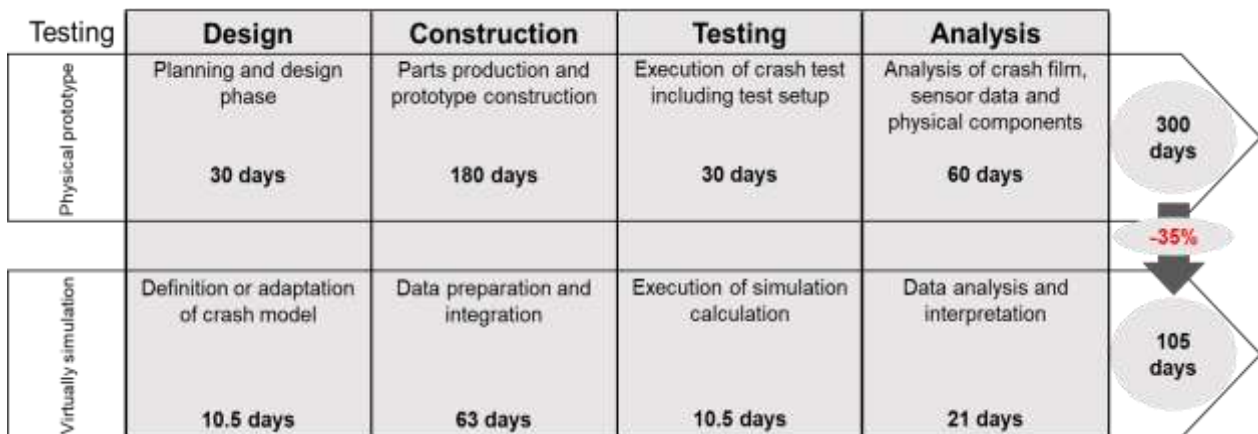 Testing
Design
Construction
Testing
Analysis
Physical prototype
Planning and design
phase
30 days
Parts production and
prototype construction
180 days
Execution of crash test
including test setup
30 days
Analysis of crash film,
sensor data and
physical components
60 days
300
days
-35%
Virtually simulation
Definition or adaptation
of crash model
10.5 days
Data preparation and
integration
63 days
Execution of simulation
calculation
10.5 days
Data analysis and
interpretation
21 days
105
days